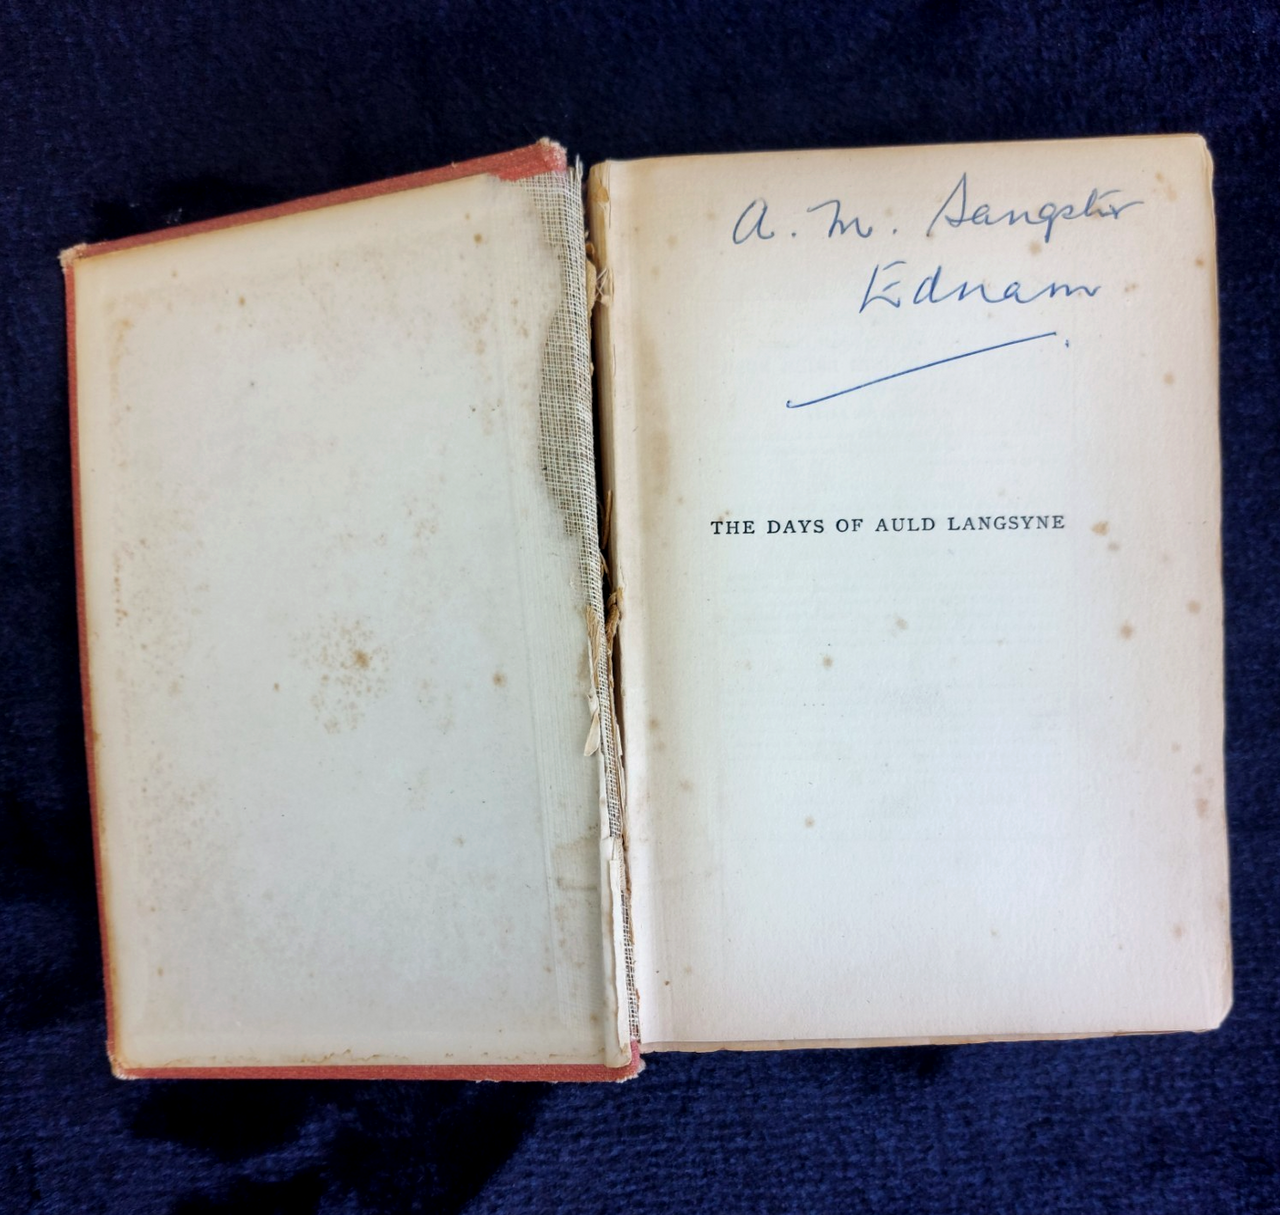 A. M. Sangster
Ednam
THE DAYS OF AULD LANGSYNE